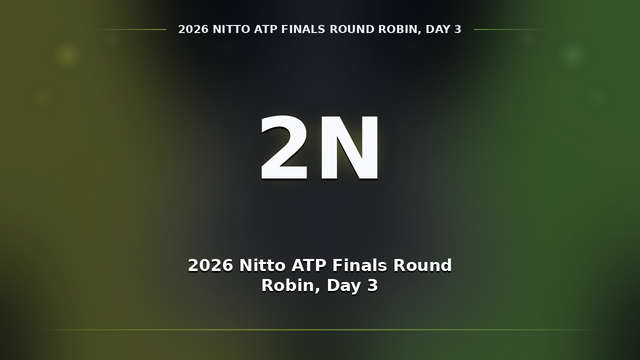 2026 NITTO ATP FINALS ROUND ROBIN, DAY 3
2N
2026 Nitto ATP Finals Round
Robin, Day 3